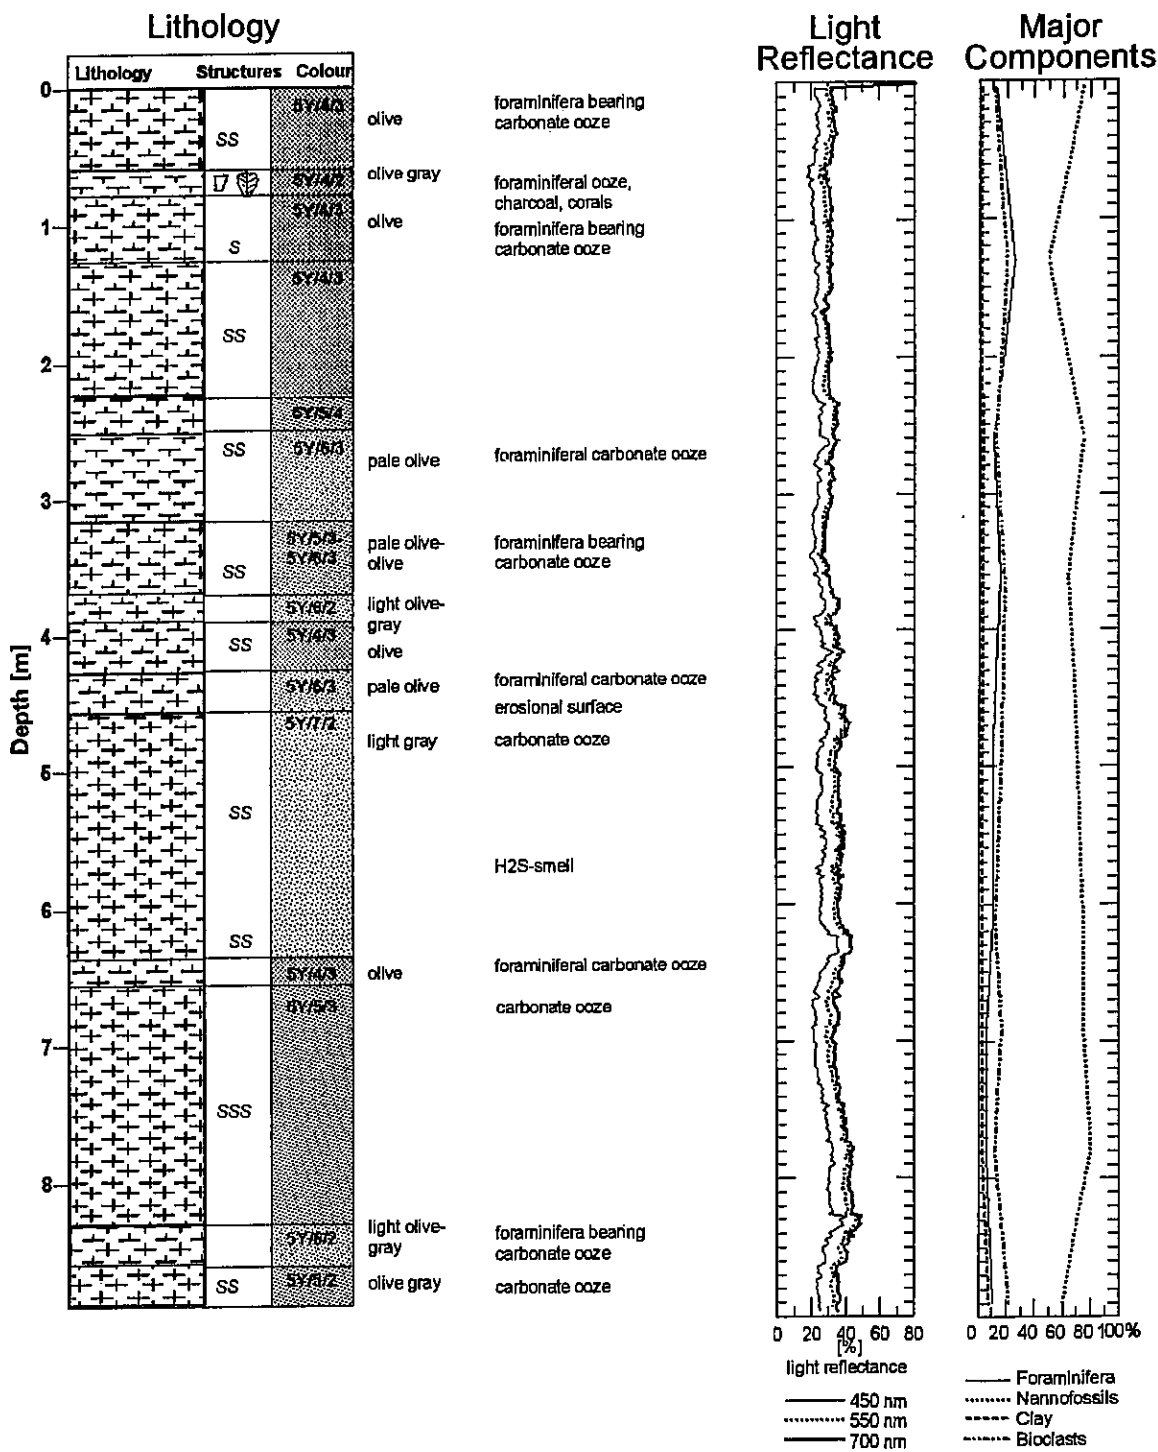 Lithology
Light
Reflectance
Major
Components
Lithology Structures Colour
0
5Y/4/3
olive
foraminifera bearing
carbonate ooze
SS
5Y/4/2
olive gray
foraminiferal ooze,
charcoal, corals
5Y/4/3
olive
foraminifera bearing
carbonate ooze
1
S
5Y/4/3
SS
2
5Y/5/4
SS
5Y/6/3
pale olive
foraminiferal carbonate ooze
3
5Y/5/3-
5Y/6/3
pale olive-
olive
foraminifera bearing
carbonate ooze
SS
5Y/6/2
light olive-
gray
4
SS
5Y/4/3
olive
5Y/6/3
pale olive
foraminiferal carbonate ooze
erosional surface
5Y/7/2
light gray
carbonate ooze
Depth [m]
5
SS
H2S-smell
6
SS
5Y/4/3
olive
foraminiferal carbonate ooze
5Y/5/3
carbonate ooze
7
SSS
8
5Y/6/2
light olive-
gray
foraminifera bearing
carbonate ooze
SS
5Y/5/2
olive gray
carbonate ooze
0 20 40 60 80
[%]
light reflectance
450 nm
550 nm
700 nm
0 20 40 60 80 100%
Foraminifera
Nannofossils
Clay
Bioclasts